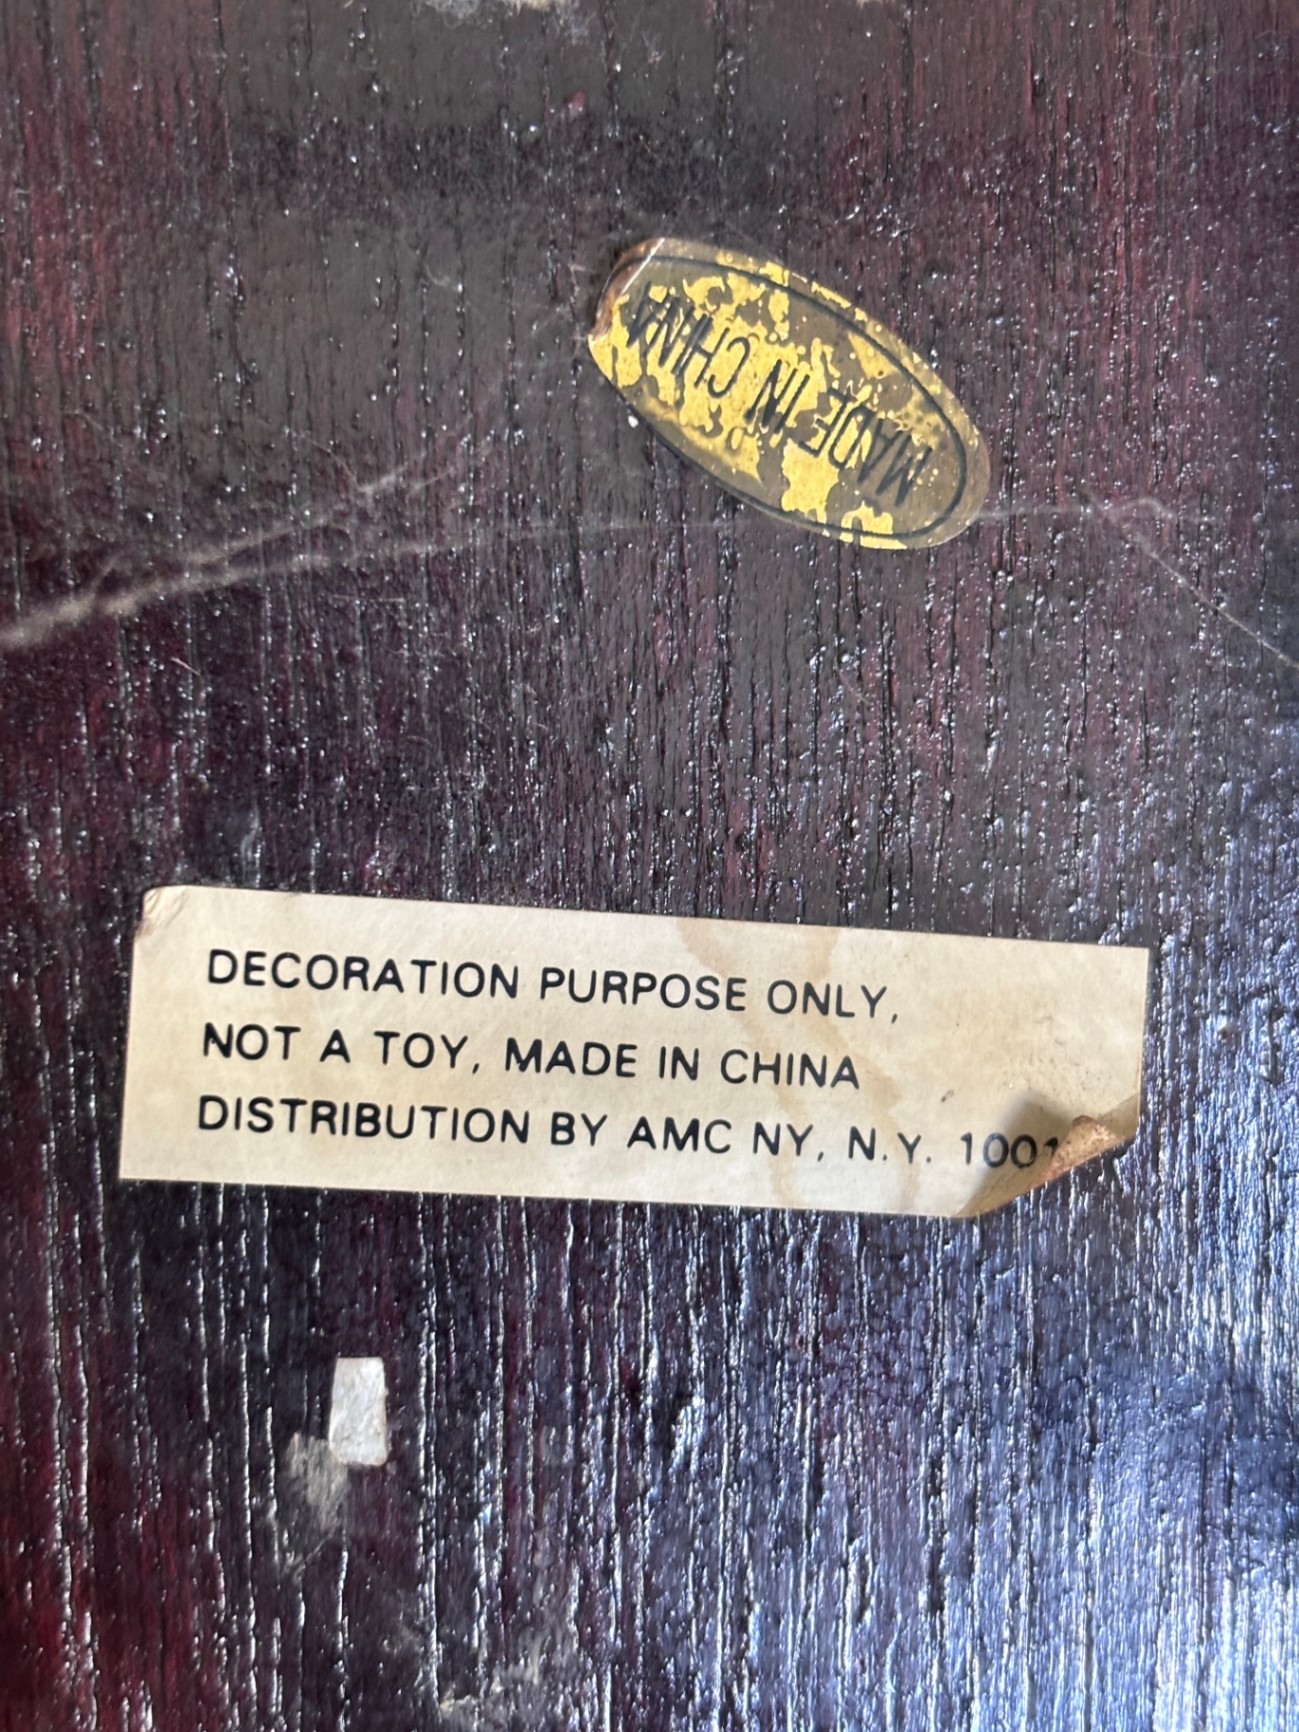 MADE IN CHINA
DECORATION PURPOSE ONLY,
NOT A TOY, MADE IN CHINA
DISTRIBUTION BY AMC NY, N.Y.